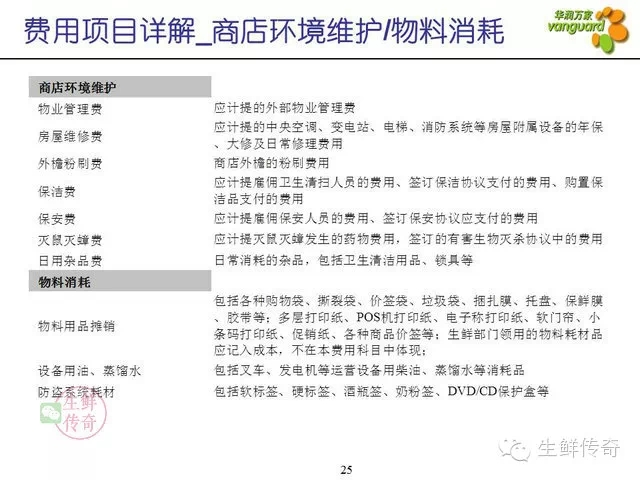 费用项目详解_商店环境维护/物料消耗
华润万家
vanguard
商店环境维护
物业管理费 应计提的外部物业管理费
房屋维修费 应计提的中央空调、变电站、电梯、消防系统等房屋附属设备的年保
、大修及日常修理费用
外檐粉刷费 商店外檐的粉刷费用
保洁费 应计提雇佣卫生清扫人员的费用、签订保洁协议支付的费用、购置保
洁品支付的费用
保安费 应计提雇佣保安人员的费用、签订保安协议应支付的费用
灭鼠灭蟑费 应计提灭鼠灭蟑发生的药物费用，签订的有害生物灭杀协议中的费用
日用杂品费 日常消耗的杂品，包括卫生清洁用品、锁具等
物料消耗
物料用品摊销 包括各种购物袋、撕裂袋、价签袋、垃圾袋、捆扎膜、托盘、保鲜膜
、胶带等；多层打印纸、POS机打印纸、电子称打印纸、软门帘、小
条码打印纸、促销纸、各种商品价签等；生鲜部门领用的物料耗材品
应记入成本，不在本费用科目中体现；
设备用油、蒸馏水 包括叉车、发电机等运营设备用柴油、蒸馏水等消耗品
防盗系统耗材 包括软标签、硬标签、酒瓶签、奶粉签、DVD/CD保护盒等
生鲜
传奇
生鲜传奇
25